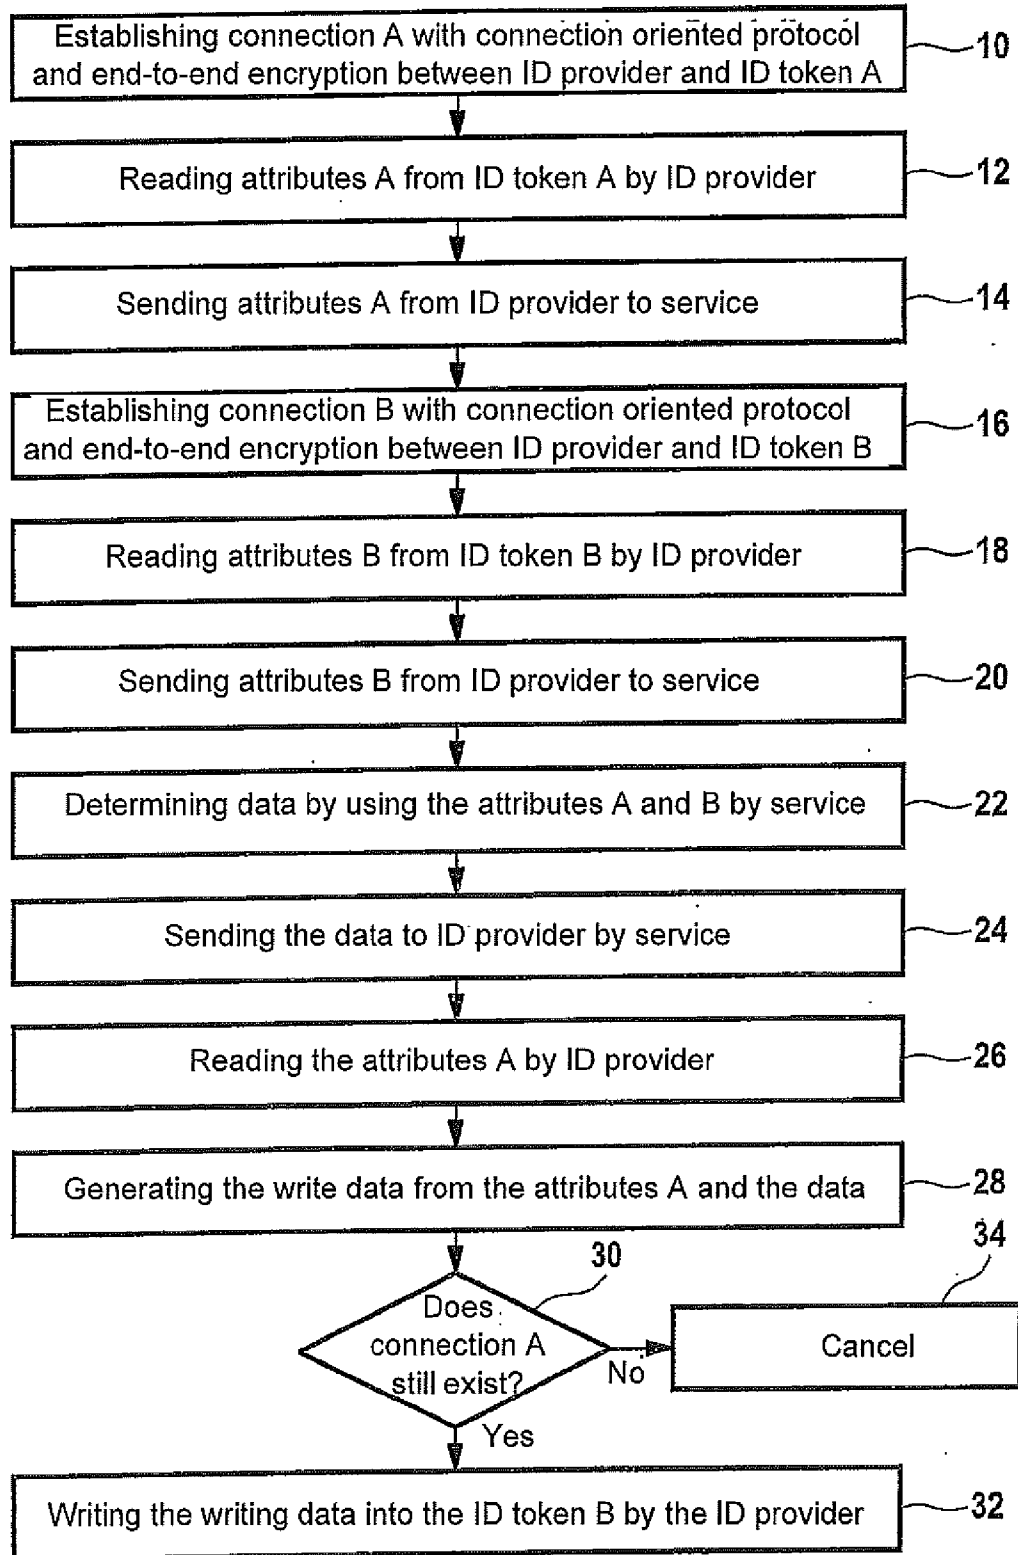 Establishing connection A with connection oriented protocol
and end-to-end encryption between ID provider and ID token A
10
Reading attributes A from ID token A by ID provider
12
Sending attributes A from ID provider to service
14
Establishing connection B with connection oriented protocol
and end-to-end encryption between ID provider and ID token B
16
Reading attributes B from ID token B by ID provider
18
Sending attributes B from ID provider to service
20
Determining data by using the attributes A and B by service
22
Sending the data to ID provider by service
24
Reading the attributes A by ID provider
26
Generating the write data from the attributes A and the data
28
30
34
Does
connection A
still exist?
No
Cancel
Yes
Writing the writing data into the ID token B by the ID provider
32